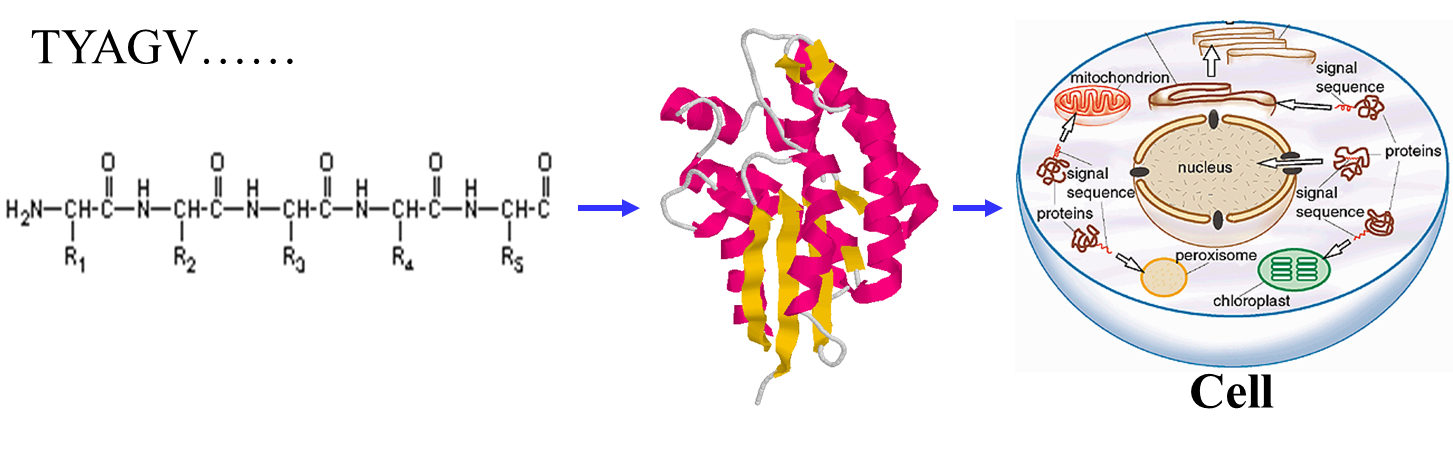 TYAGV......
O O O O O
H H H H
H₂N-CH-C-N-CH-C-N-CH-C-N-CH-C-N-CH-C
R₁ R₂ R₃ R₄ R₅
mitochondrion
signal
sequence
proteins
nucleus
signal
sequence
signal
sequence
proteins
peroxisome
chloroplast
Cell